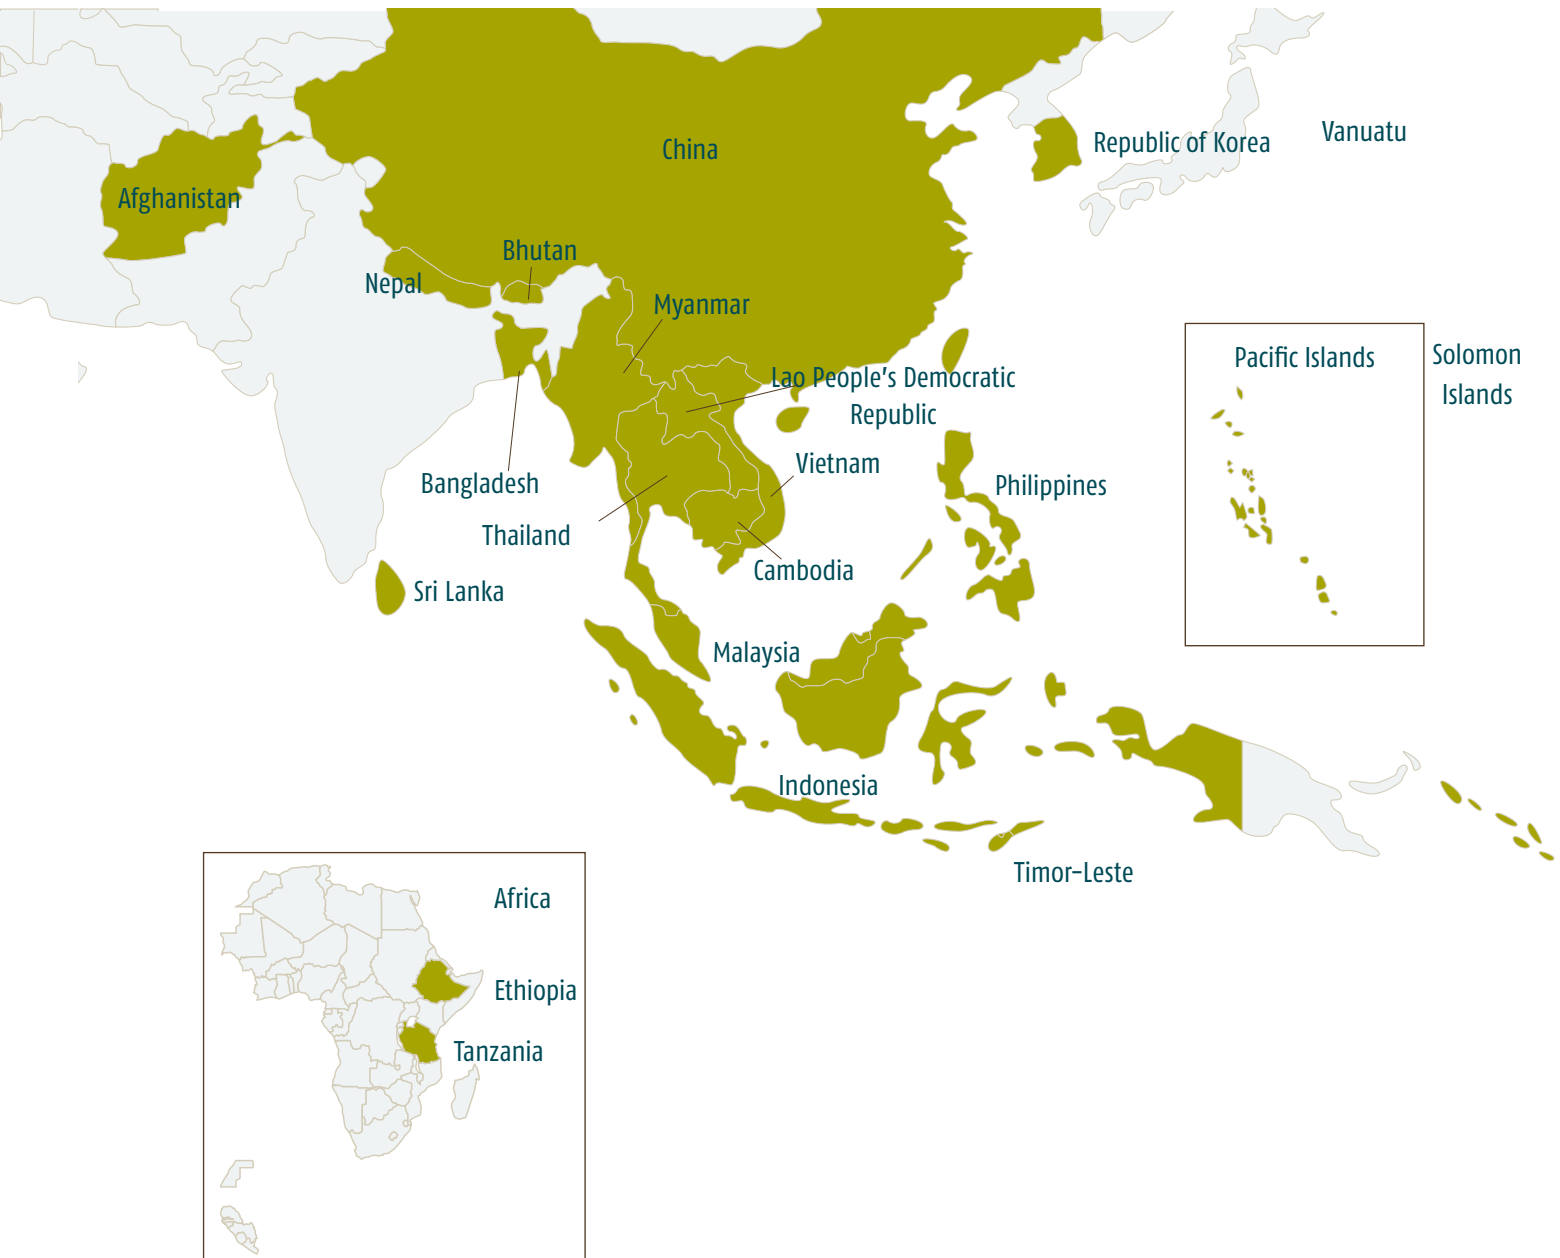 Vanuatu
Republic of Korea
China
Afghanistan
Bhutan
Nepal
Myanmar
Pacific Islands
Solomon
Islands
Lao People's Democratic
Republic
Vietnam
Bangladesh
Philippines
Thailand
Cambodia
Sri Lanka
Malaysia
Indonesia
Timor-Leste
Africa
Ethiopia
Tanzania